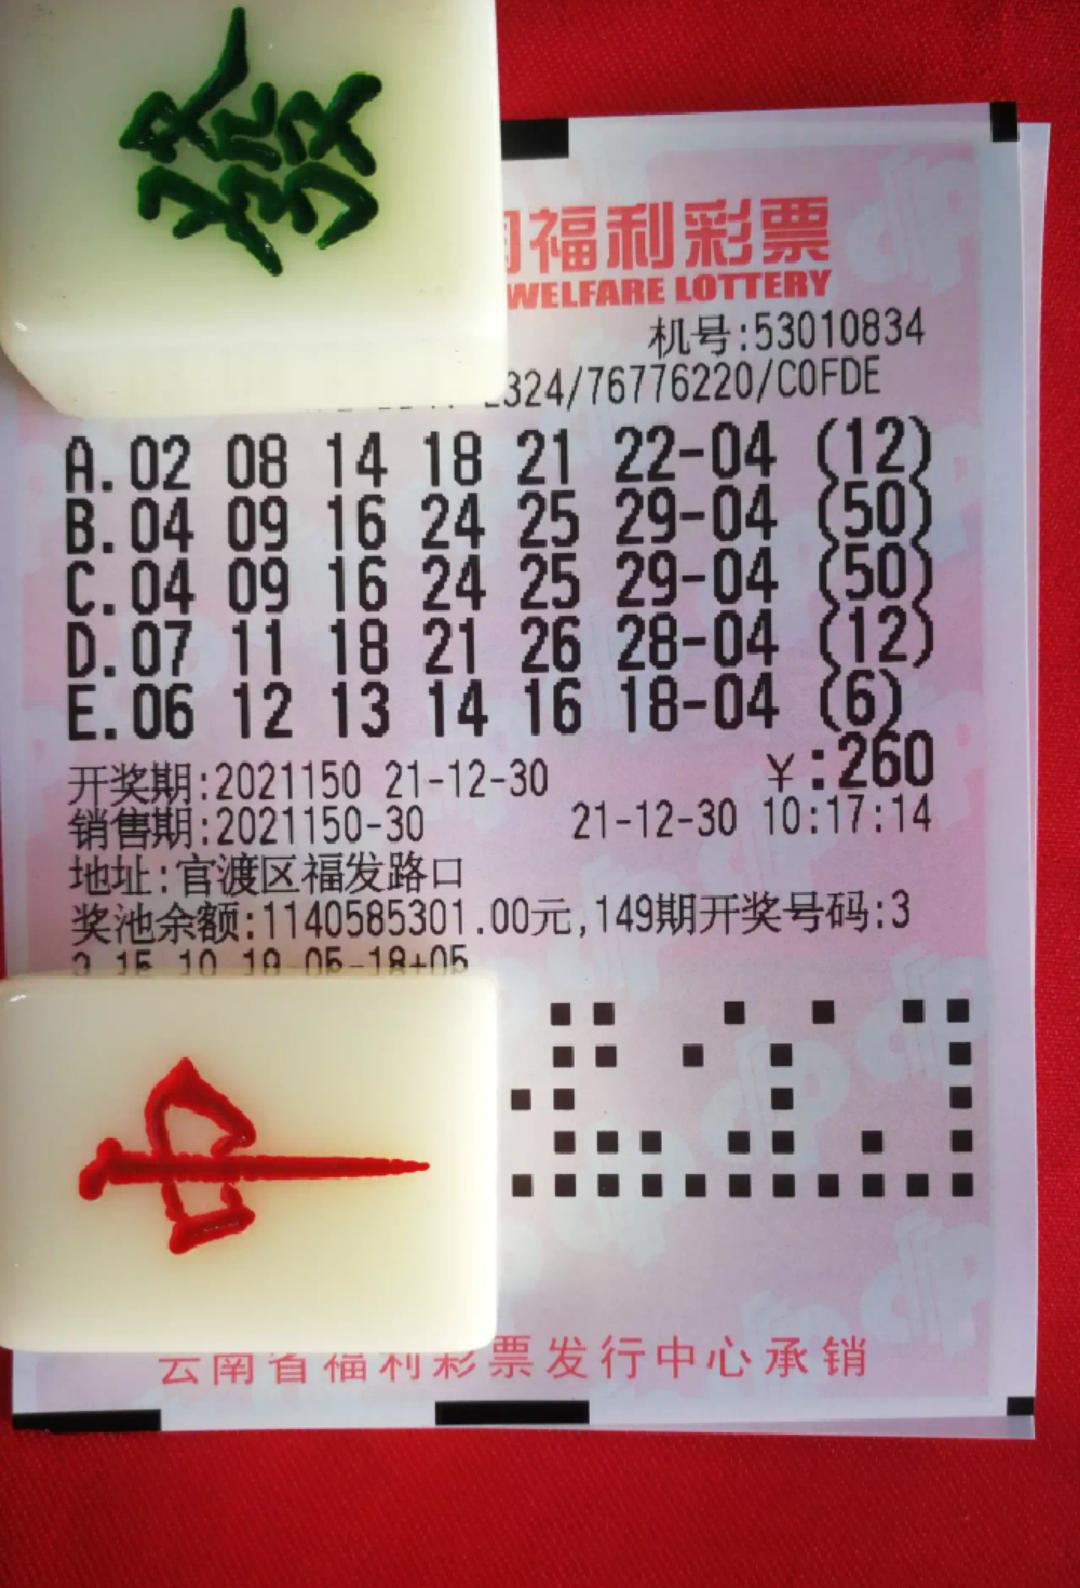 發
福利彩票
WELFARE LOTTERY
机号:53010834
324/76776220/C0FDE
A.02 08 14 18 21 22-04 (12)
B.04 09 16 24 25 29-04 (50)
C.04 09 16 24 25 29-04 (50)
D.07 11 18 21 26 28-04 (12)
E.06 12 13 14 16 18-04 (6)
¥:260
开奖期:2021150 21-12-30
销售期:2021150-30 21-12-30 10:17:14
地址:官渡区福发路口
奖池余额:1140585301.00元,149期开奖号码:3
中
云南省福利彩票发行中心承销